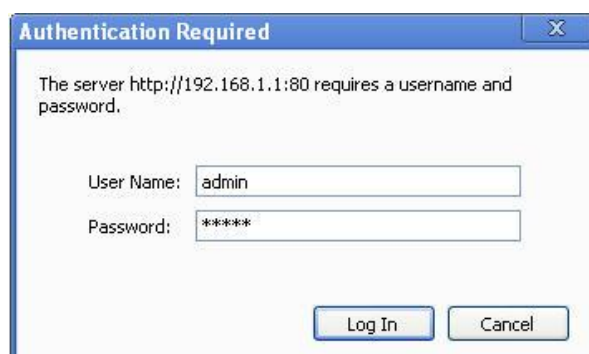 Authentication Required
X
The server http://192.168.1.1:80 requires a username and
password.
User Name: admin
Password: *****
Log In Cancel